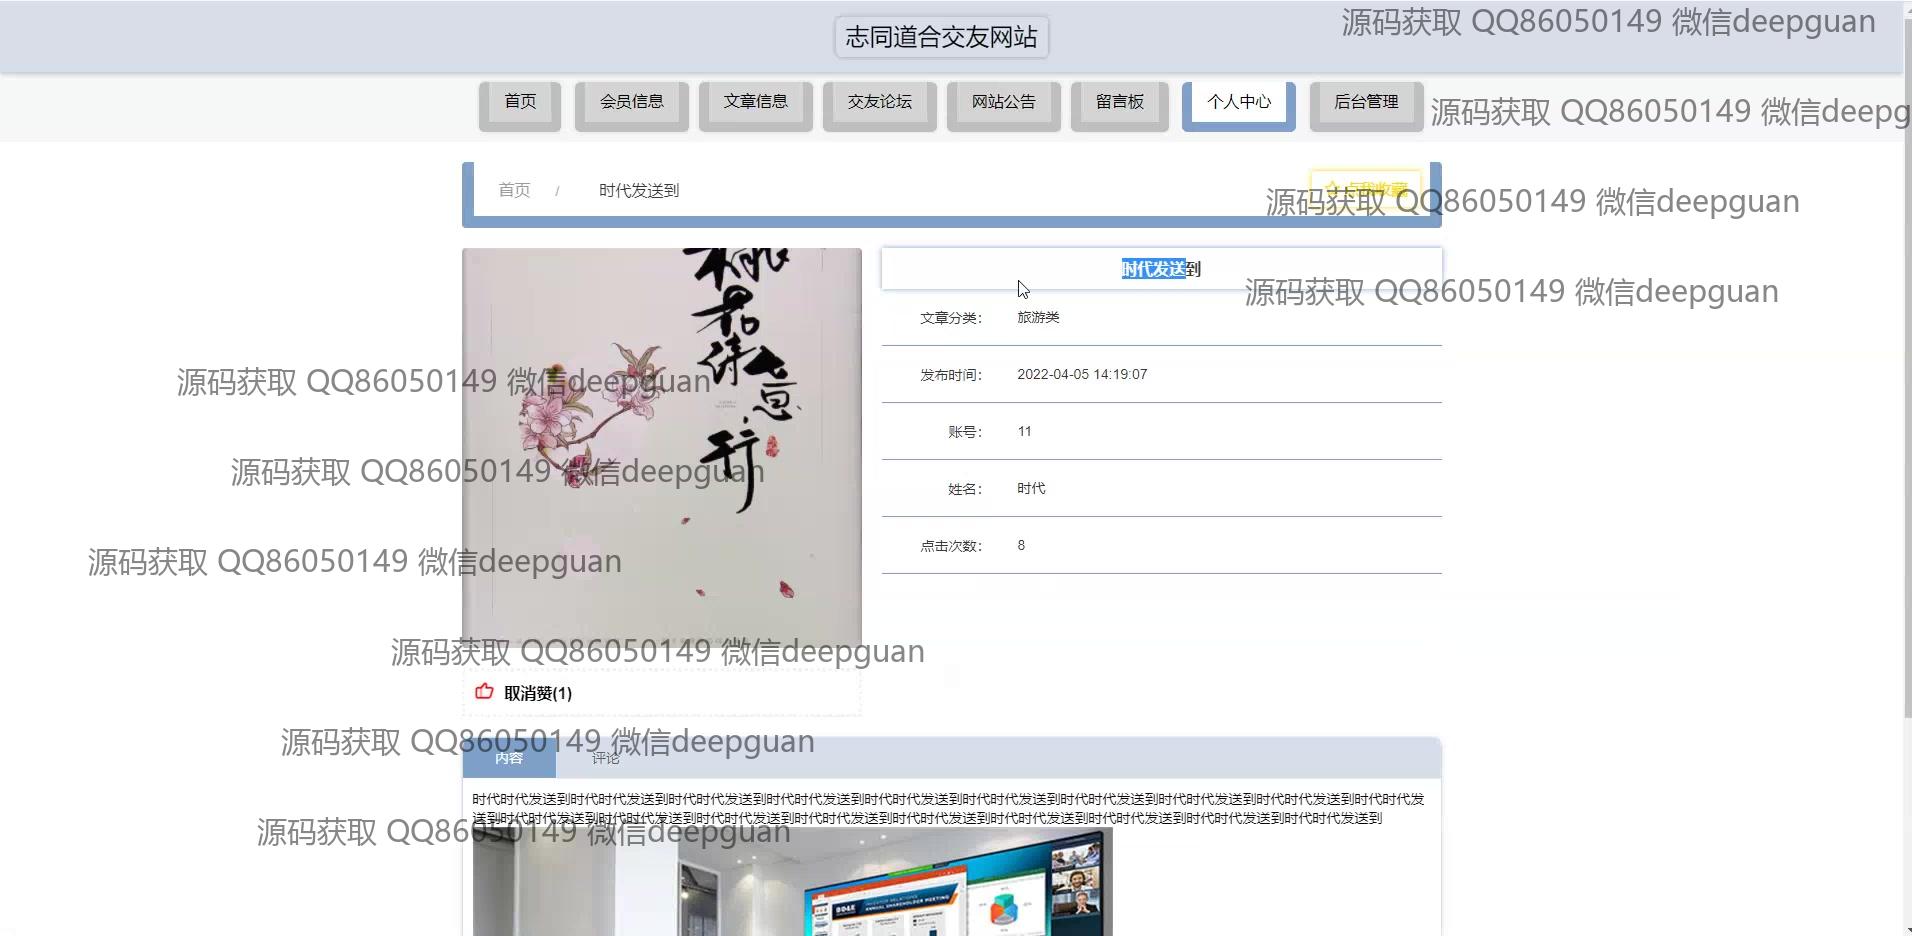 志同道合交友网站
源码获取 QQ86050149 微信deepguan
首页 会员信息 文章信息 交友论坛 网站公告 留言板 个人中心 后台管理
源码获取 QQ86050149 微信deepg
首页 / 时代发送到 点我收藏
源码获取 QQ86050149 微信deepguan
时代发送到
源码获取 QQ86050149 微信deepguan
文章分类： 旅游类
发布时间： 2022-04-05 14:19:07
源码获取 QQ86050149 微信deepguan
账号： 11
源码获取 QQ86050149 微信deepguan
姓名： 时代
点击次数： 8
源码获取 QQ86050149 微信deepguan
源码获取 QQ86050149 微信deepguan
取消赞(1)
源码获取 QQ86050149 微信deepguan
内容 评论
时代时代发送到时代时代发送到时代时代发送到时代时代发送到时代时代发送到时代时代发送到时代时代发送到时代时代发送到时代时代发送到时代时代发
送到时代时代发送到时代时代发送到时代时代发送到时代时代发送到时代时代发送到时代时代发送到时代时代发送到时代时代发送到时代时代发送到
源码获取 QQ86050149 微信deepguan
ANNUAL SHAREHOLDER MEETING